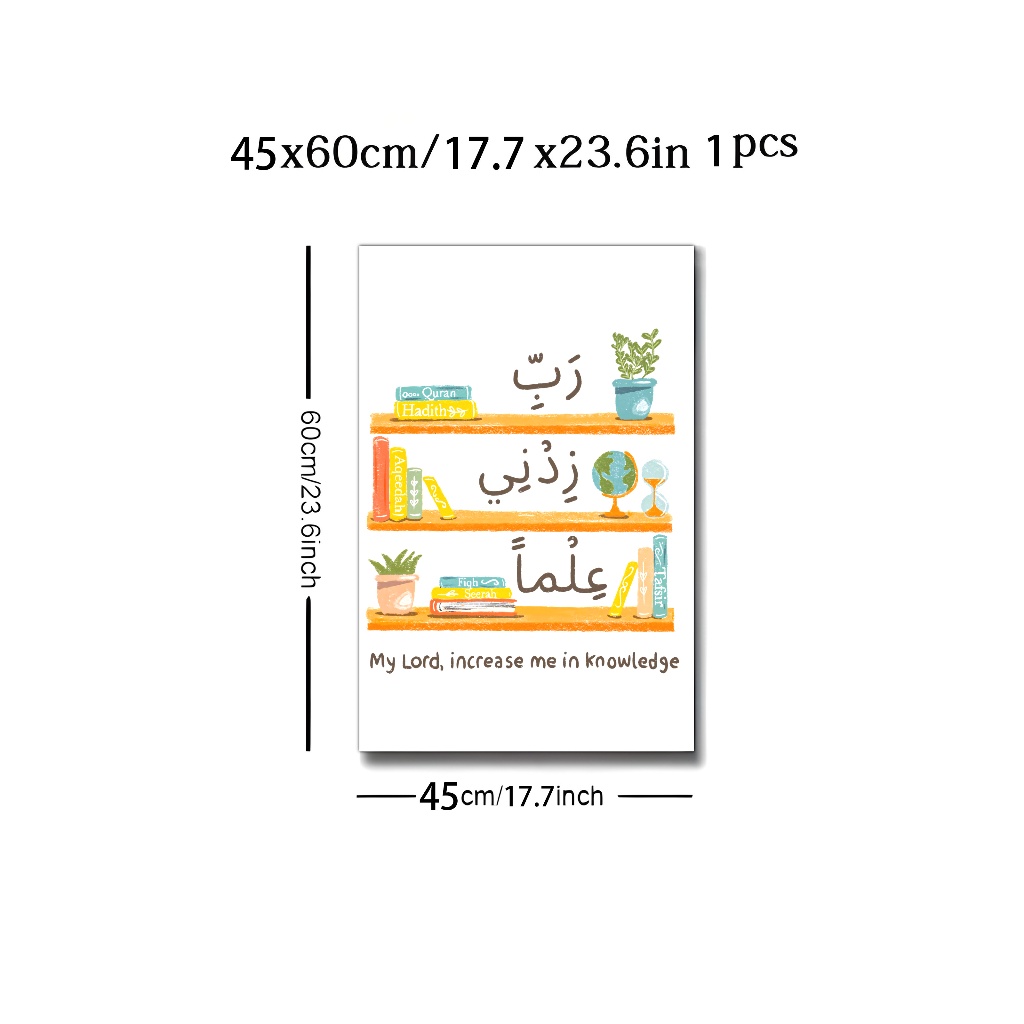 45x60cm/17.7 x23.6in 1pcs
60cm/23.6inch
رَبِّ
Quran
Hadith
زِدْنِي
Aqeedah
عِلْماً
Fiqh
Seerah
Tafsir
My Lord, increase me in knowledge
45cm/17.7inch